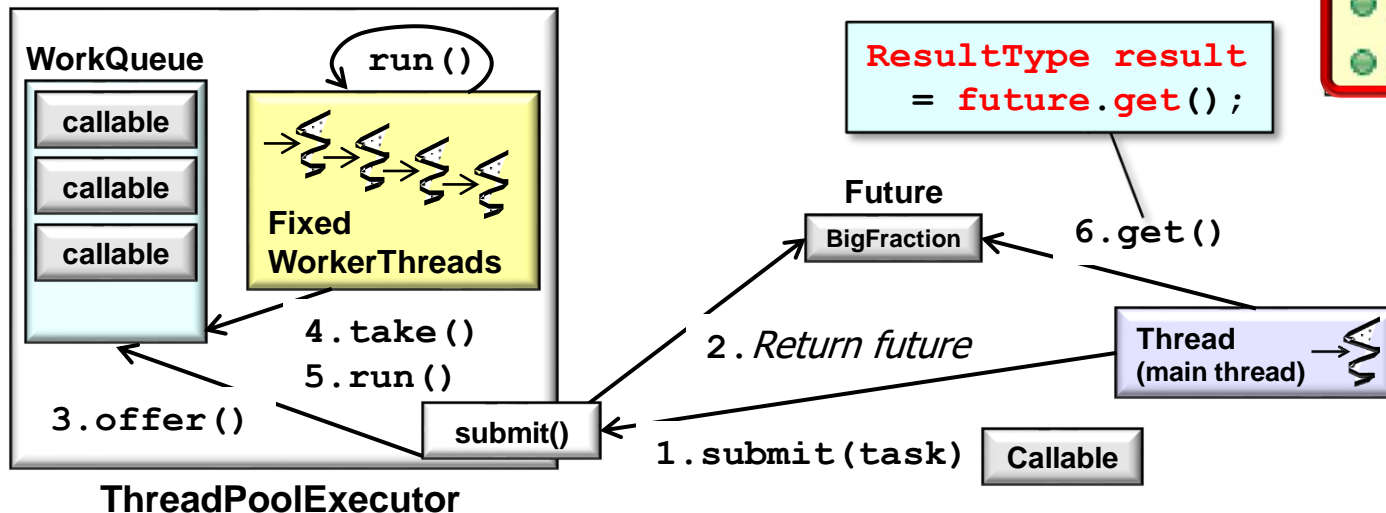 WorkQueue
callable
callable
callable
run()
Fixed
WorkerThreads
4.take()
5.run()
3.offer()
submit()
ThreadPoolExecutor
ResultType result
= future.get();
Future
BigFraction
6.get()
2.Return future
Thread
(main thread)
1.submit(task)
Callable